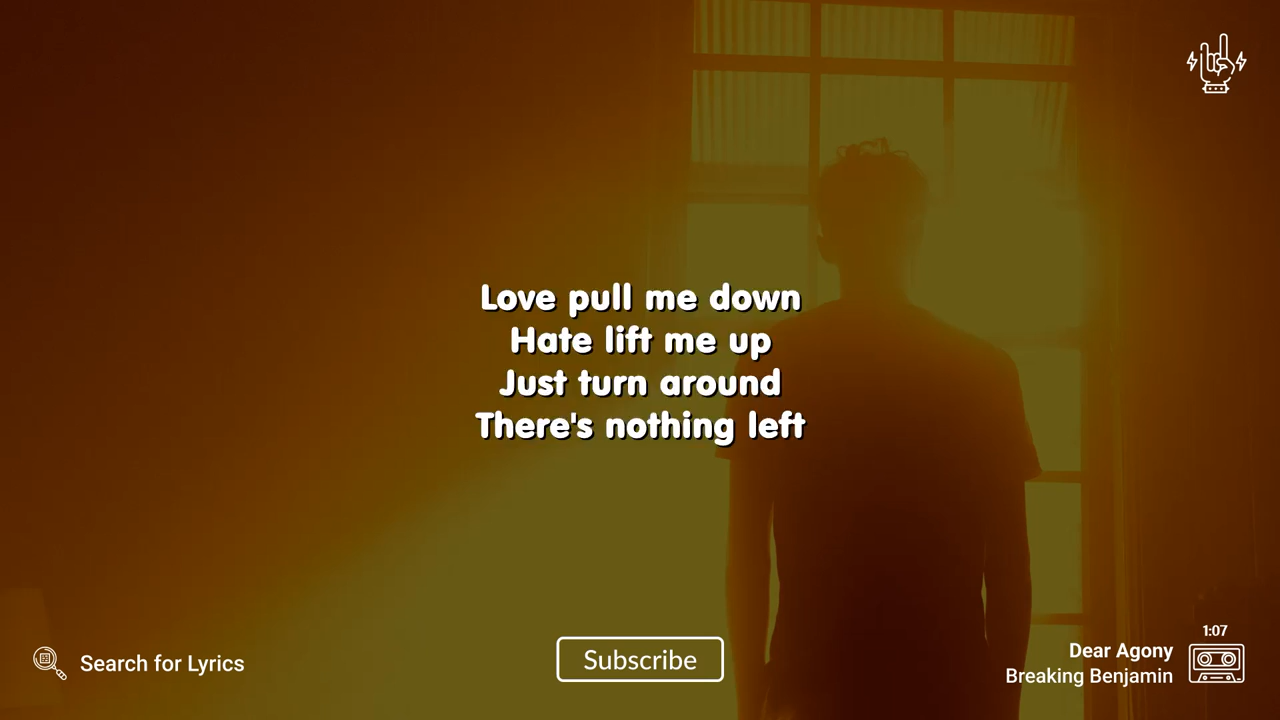 Love pull me down
Hate lift me up
Just turn around
There's nothing left
Search for Lyrics
Subscribe
1:07
Dear Agony
Breaking Benjamin